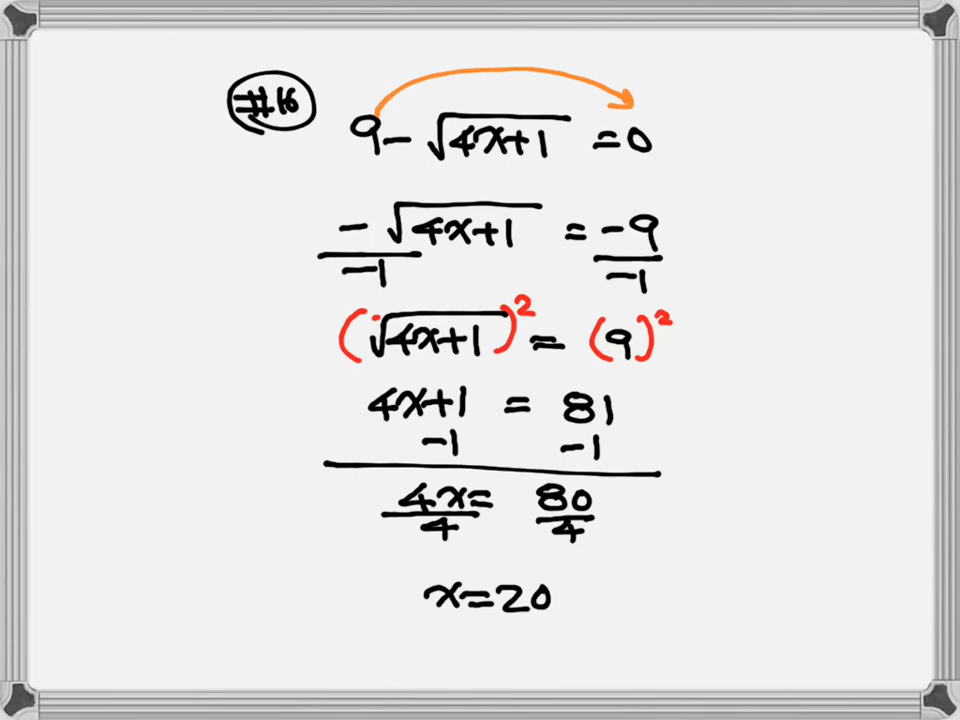 #16
9 - √(4x+1) = 0
- √(4x+1) = -9
-1 -1
(√(4x+1))² = (9)²
4x+1 = 81
-1 -1
4x = 80
4 4
x = 20